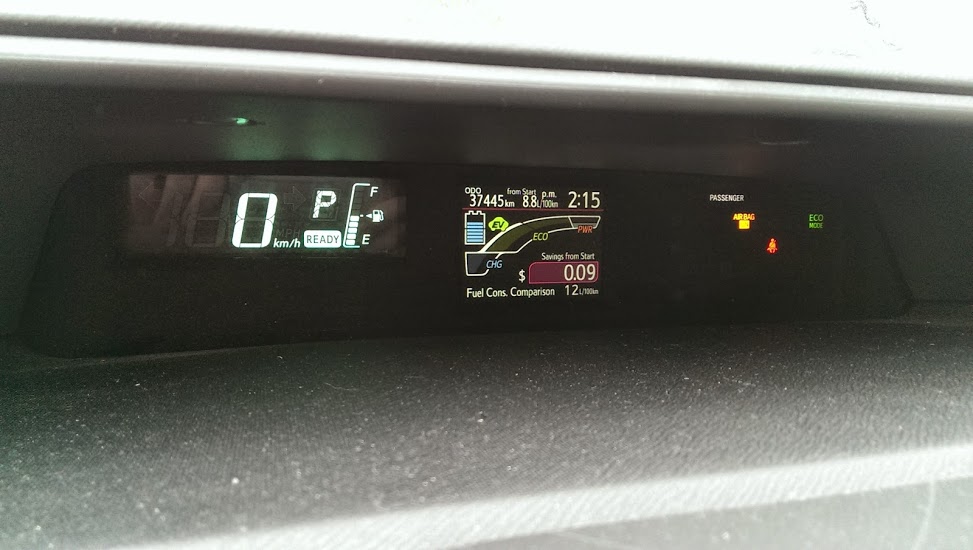 0 km/h
P
READY
F
E
ODO from Start p.m.
37445 km 8.8 L/100km 2:15
EV
ECO
PWR
CHG
Savings from Start
$ 0.09
Fuel Cons. Comparison 12 L/100km
PASSENGER
AIR BAG
ECO
MODE